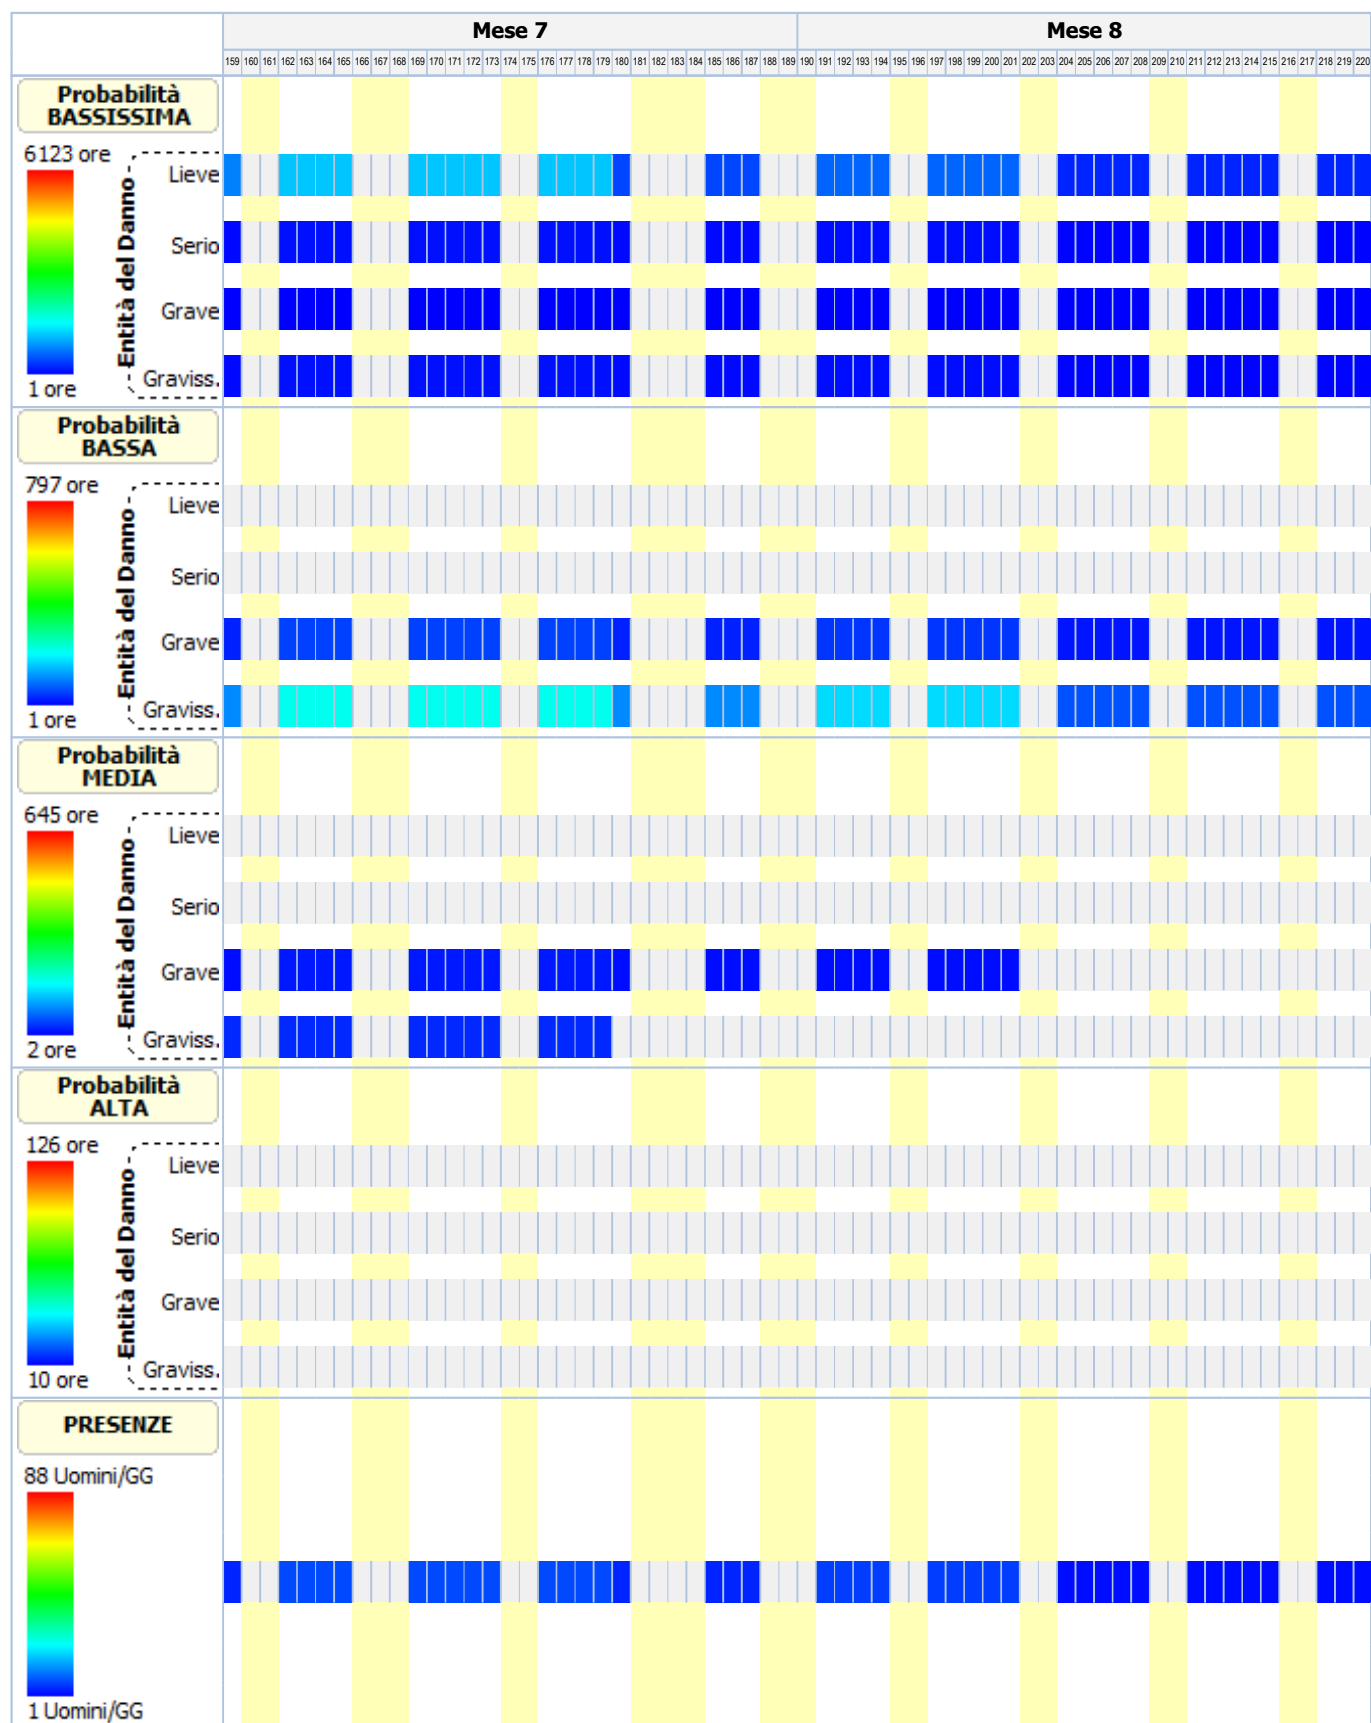 Mese 7 Mese 8
159 160 161 162 163 164 165 166 167 168 169 170 171 172 173 174 175 176 177 178 179 180 181 182 183 184 185 186 187 188 189 190 191 192 193 194 195 196 197 198 199 200 201 202 203 204 205 206 207 208 209 210 211 212 213 214 215 216 217 218 219 220
Probabilità
BASSISSIMA
6123 ore
1 ore
Entità del Danno
Lieve
Serio
Grave
Graviss.
Probabilità
BASSA
797 ore
1 ore
Entità del Danno
Lieve
Serio
Grave
Graviss.
Probabilità
MEDIA
645 ore
2 ore
Entità del Danno
Lieve
Serio
Grave
Graviss.
Probabilità
ALTA
126 ore
10 ore
Entità del Danno
Lieve
Serio
Grave
Graviss.
PRESENZE
88 Uomini/GG
1 Uomini/GG